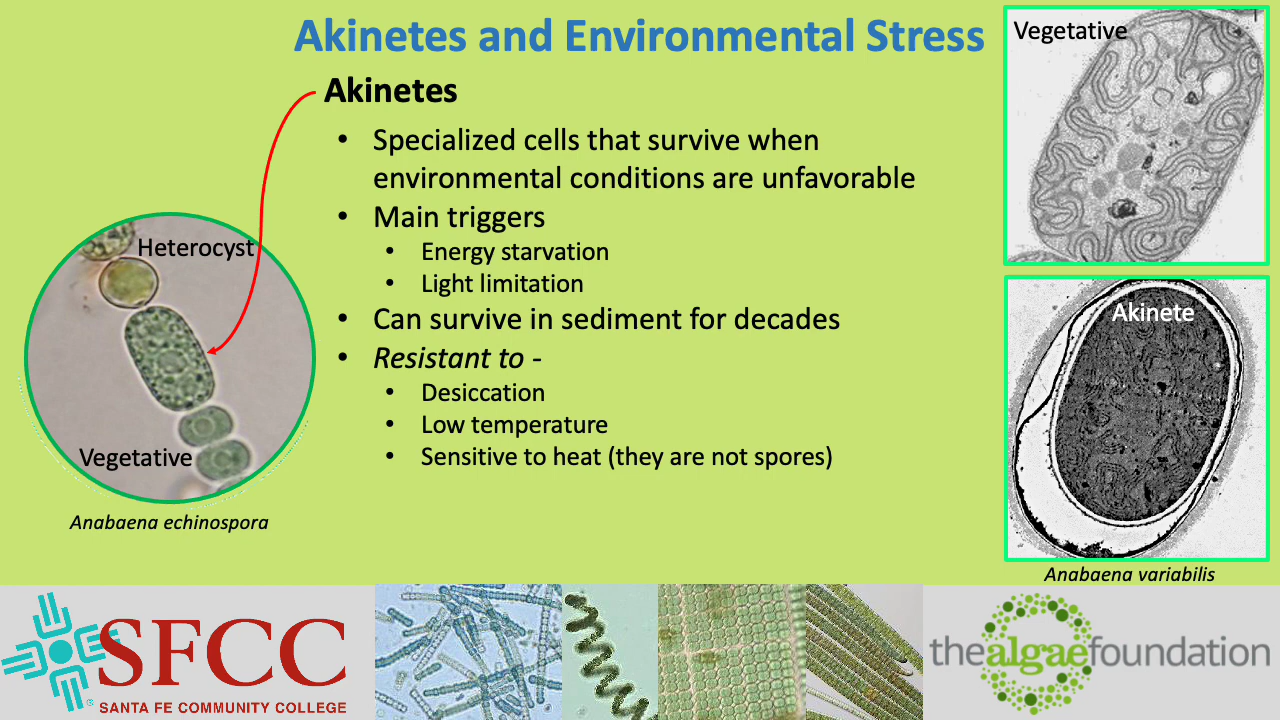 Akinetes and Environmental Stress
Akinetes
• Specialized cells that survive when
environmental conditions are unfavorable
• Main triggers
• Energy starvation
• Light limitation
• Can survive in sediment for decades
• Resistant to -
• Desiccation
• Low temperature
• Sensitive to heat (they are not spores)
Heterocyst
Vegetative
Anabaena echinospora
Vegetative
Akinete
Anabaena variabilis
SFCC
®
SANTA FE COMMUNITY COLLEGE
thealgaefoundation